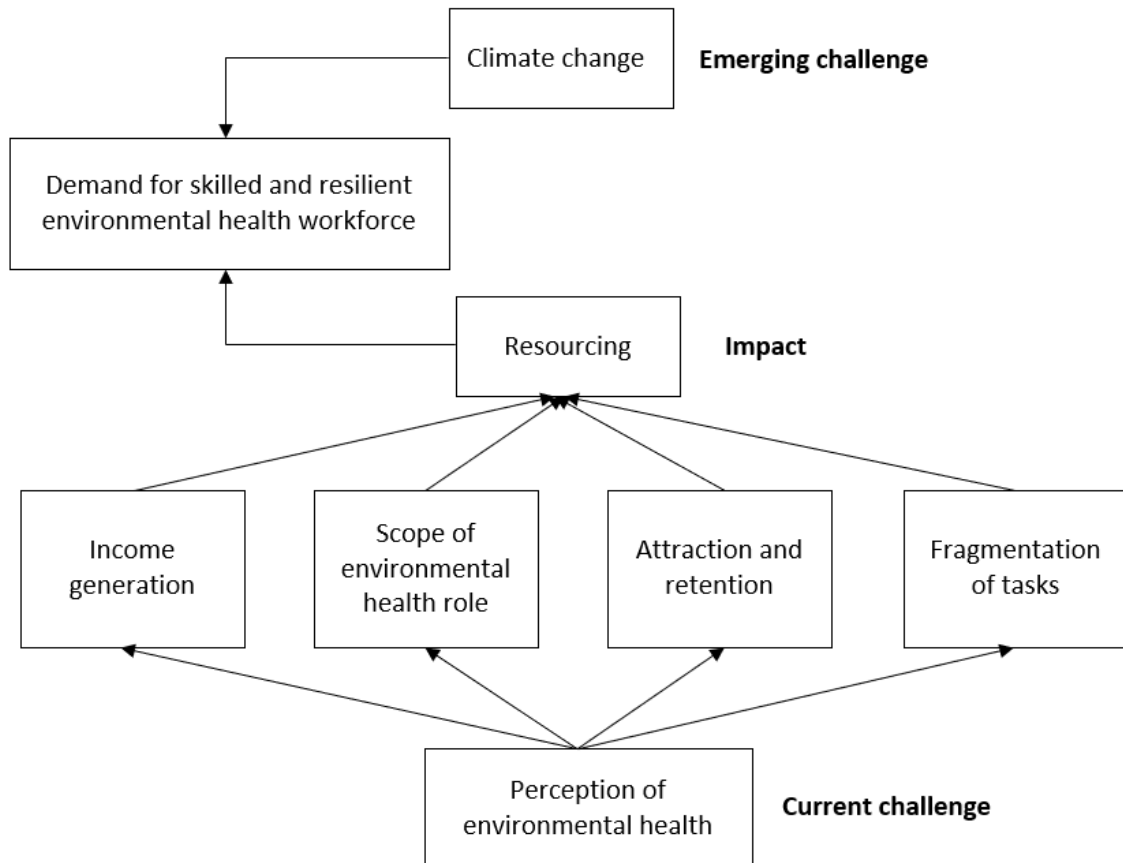 Climate change
Emerging challenge
Demand for skilled and resilient
environmental health workforce
Resourcing
Impact
Income
generation
Scope of
environmental
health role
Attraction and
retention
Fragmentation
of tasks
Perception of
environmental health
Current challenge